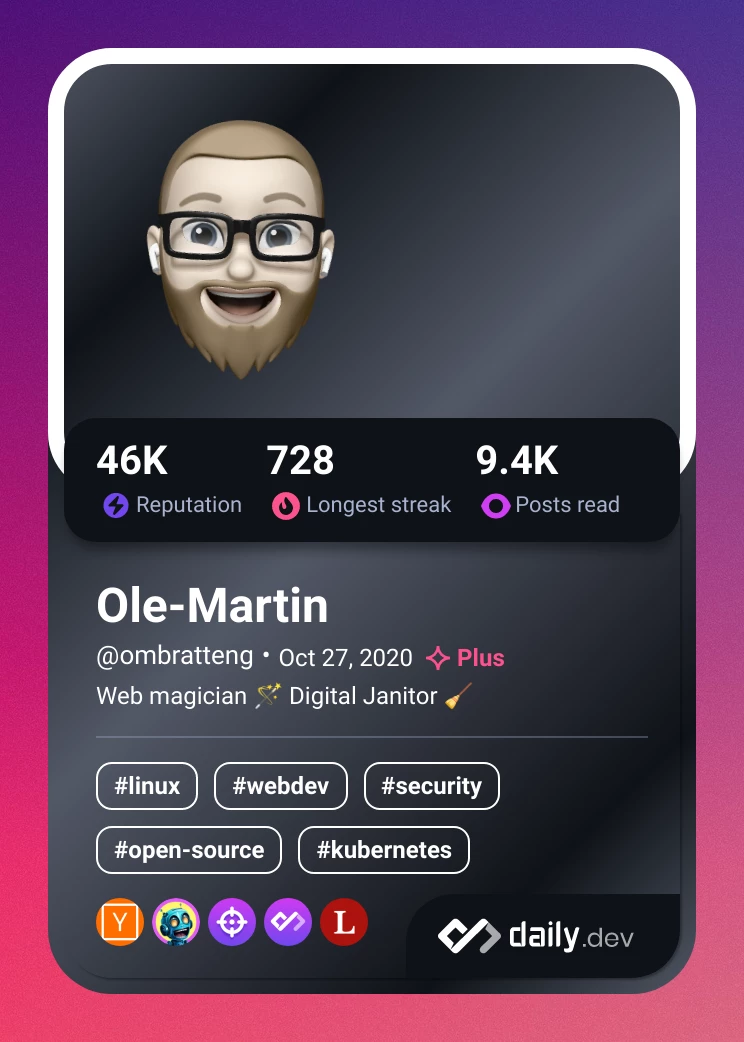 46K 728 9.4K
Reputation Longest streak Posts read
Ole-Martin
@ombratteng • Oct 27, 2020 Plus
Web magician 🪄 Digital Janitor 🧹
#linux #webdev #security
#open-source #kubernetes
Y L daily.dev